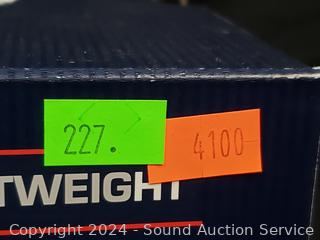 227.
4100
TWEIGHT
Copyright 2024 - Sound Auction Service